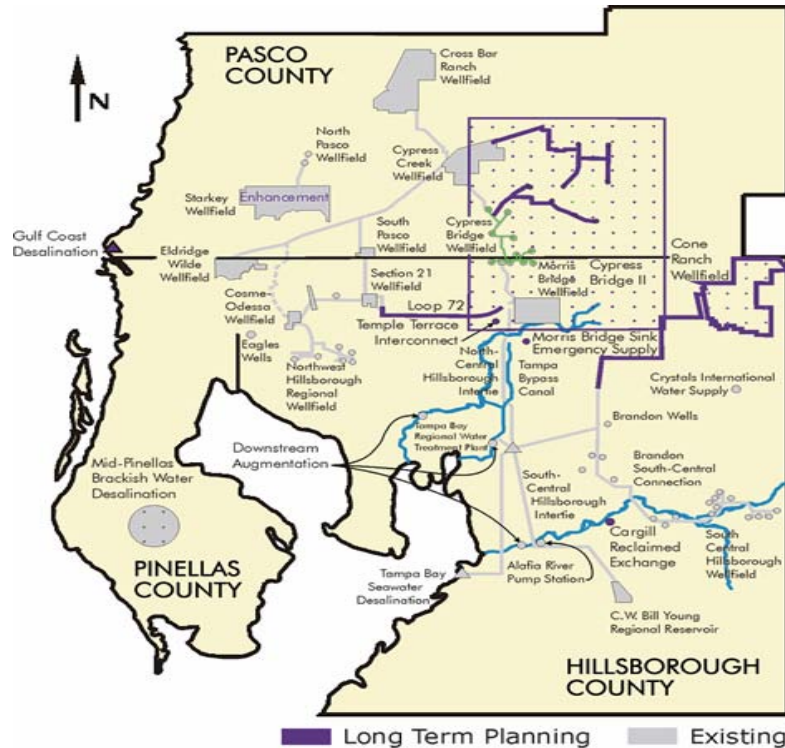 PASCO
COUNTY
Cross Bar
Ranch
Wellfield
N
North
Pasco
Wellfield
Cypress
Creek
Wellfield
Starkey
Wellfield
Enhancement
Gulf Coast
Desalination
Eldridge
Wilde
Wellfield
South
Pasco
Wellfield
Cypress
Bridge
Wellfield
Cone
Ranch
Wellfield
Section 21
Wellfield
Morris
Bridge
Wellfield
Cypress
Bridge II
Cosme-
Odessa
Wellfield
Loop 72
Temple Terrace
Interconnect
Morris Bridge Sink
Emergency Supply
Eagles
Wells
Northwest
Hillsborough
Regional
Wellfield
North-
Central
Hillsborough
Intertie
Tampa
Bypass
Canal
Crystals International
Water Supply
Brandon Wells
Tampa Bay
Regional Water
Treatment Plant
Downstream
Augmentation
Mid-Pinellas
Brackish Water
Desalination
Brandon
South-Central
Connection
South-
Central
Hillsborough
Intertie
Cargill
Reclaimed
Exchange
South
Central
Hillsborough
Wellfield
PINELLAS
COUNTY
Tampa Bay
Seawater
Desalination
Alafia River
Pump Station
C.W. Bill Young
Regional Reservoir
HILLSBOROUGH
COUNTY
Long Term Planning
Existing